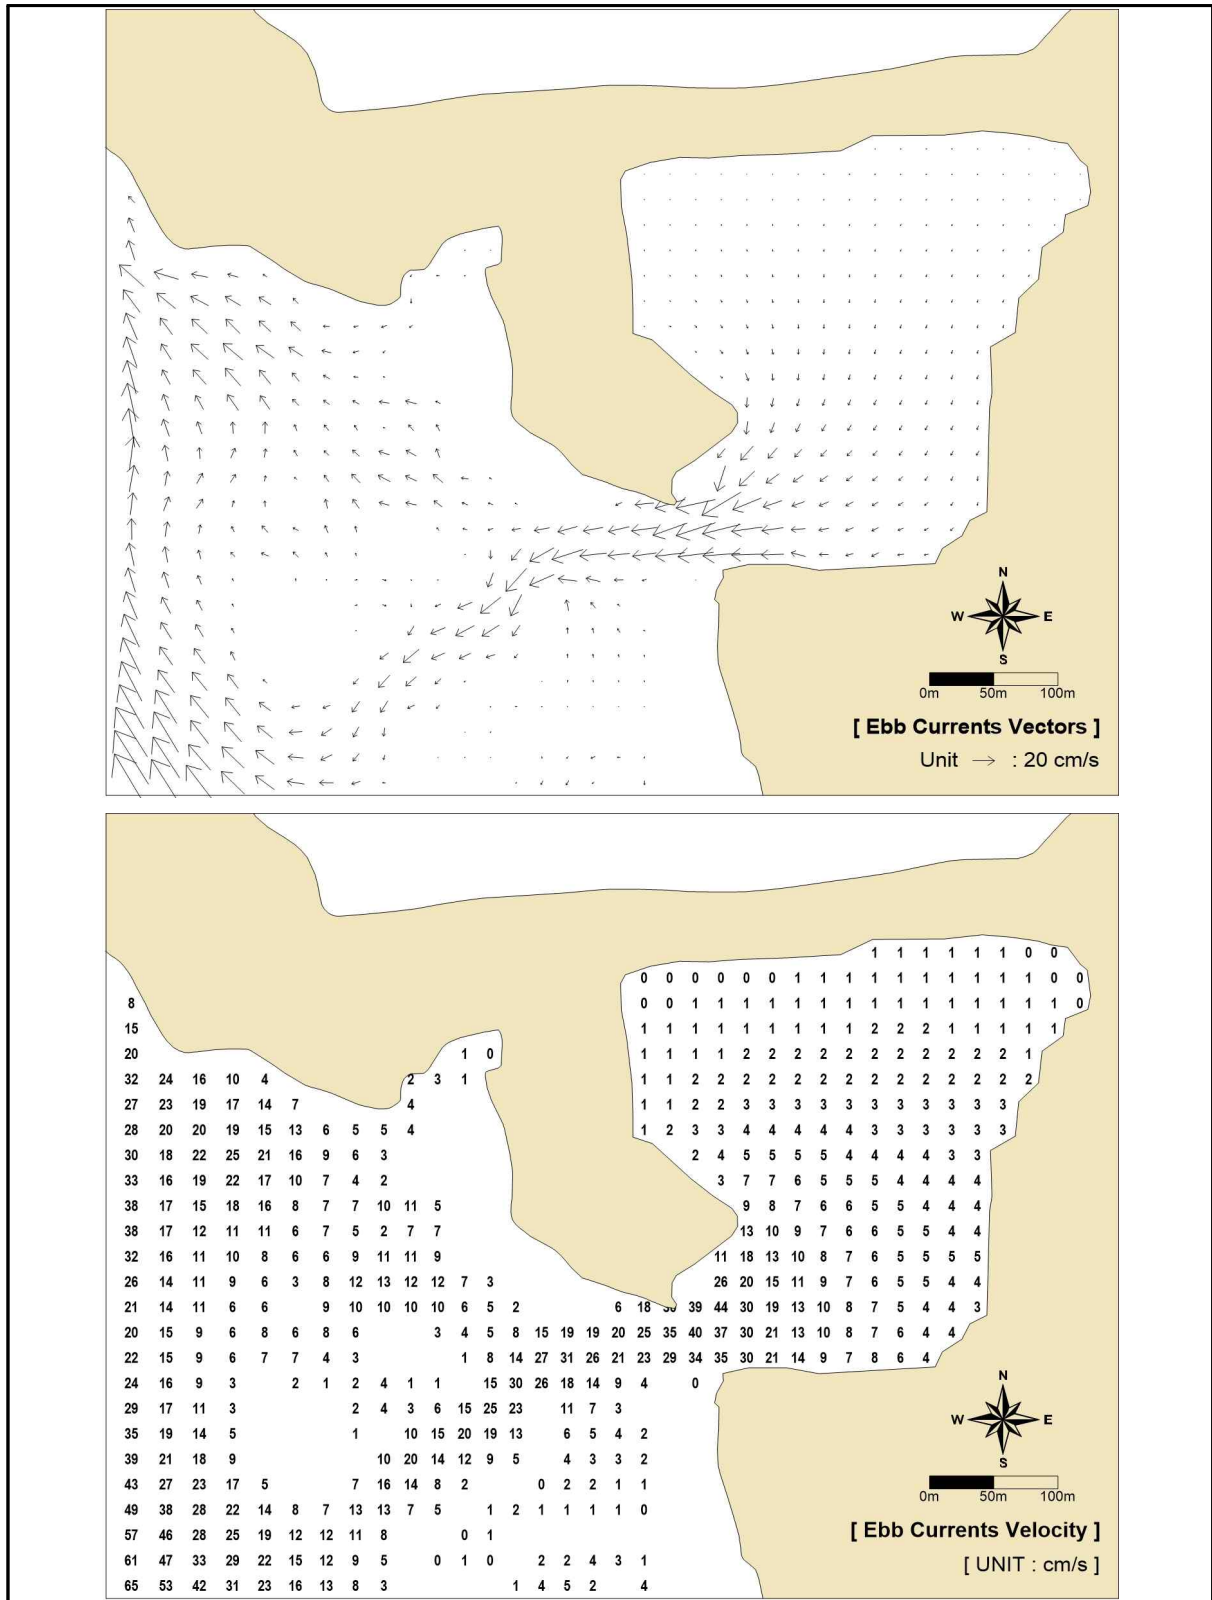 N
W E
S
0m 50m 100m
[ Ebb Currents Vectors ]
Unit : 20 cm/s
1 1 1 1 1 1 0 0
0 0 0 0 0 0 1 1 1 1 1 1 1 1 1 1 0 0
8 0 0 1 1 1 1 1 1 1 1 1 1 1 1 1 1 1 0
15 1 1 1 1 1 1 1 1 1 2 2 2 1 1 1 1 1
20 1 0 1 1 1 1 2 2 2 2 2 2 2 2 2 2 2 1
32 24 16 10 4 2 3 1 1 1 2 2 2 2 2 2 2 2 2 2 2 2 2 2
27 23 19 17 14 7 4 1 1 2 2 3 3 3 3 3 3 3 3 3 3 3
28 20 20 19 15 13 6 5 5 4 1 2 3 3 4 4 4 4 4 3 3 3 3 3 3
30 18 22 25 21 16 9 6 3 2 4 5 5 5 5 4 4 4 4 3 3
33 16 19 22 17 10 7 4 2 3 7 7 6 5 5 5 4 4 4 4
38 17 15 18 16 8 7 7 10 11 5 9 8 7 6 6 5 5 4 4 4
38 17 12 11 11 6 7 5 2 7 7 13 10 9 7 6 6 5 5 4 4
32 16 11 10 8 6 6 9 11 11 9 11 18 13 10 8 7 6 5 5 5 5
26 14 11 9 6 3 8 12 13 12 12 7 3 26 20 15 11 9 7 6 5 5 4 4
21 14 11 6 6 9 10 10 10 10 6 5 2 6 18 39 44 30 19 13 10 8 7 5 4 4 3
20 15 9 6 8 6 8 6 3 4 5 8 15 19 19 20 25 35 40 37 30 21 13 10 8 7 6 4 4
22 15 9 6 7 7 4 3 1 8 14 27 31 26 21 23 29 34 35 30 21 14 9 7 8 6 4
24 16 9 3 2 1 2 4 1 1 15 30 26 18 14 9 4 0
29 17 11 3 2 4 3 6 15 25 23 11 7 3
35 19 14 5 1 10 15 20 19 13 6 5 4 2
39 21 18 9 10 20 14 12 9 5 4 3 3 2
43 27 23 17 5 7 16 14 8 2 0 2 2 1 1
49 38 28 22 14 8 7 13 13 7 5 1 2 1 1 1 1 0
57 46 28 25 19 12 12 11 8 0 1
61 47 33 29 22 15 12 9 5 0 1 0 2 2 4 3 1
65 53 42 31 23 16 13 8 3 1 4 5 2 4
N
W E
S
0m 50m 100m
[ Ebb Currents Velocity ]
[ UNIT : cm/s ]